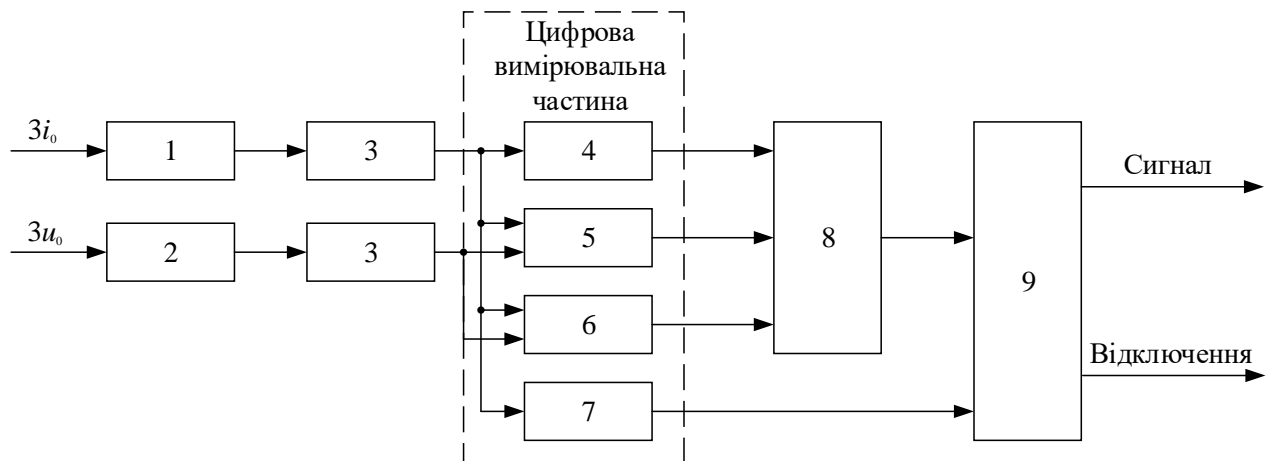 Цифрова
вимірювальна
частина
3i₀
1
3
4
Сигнал
3u₀
2
3
5
8
9
6
Відключення
7